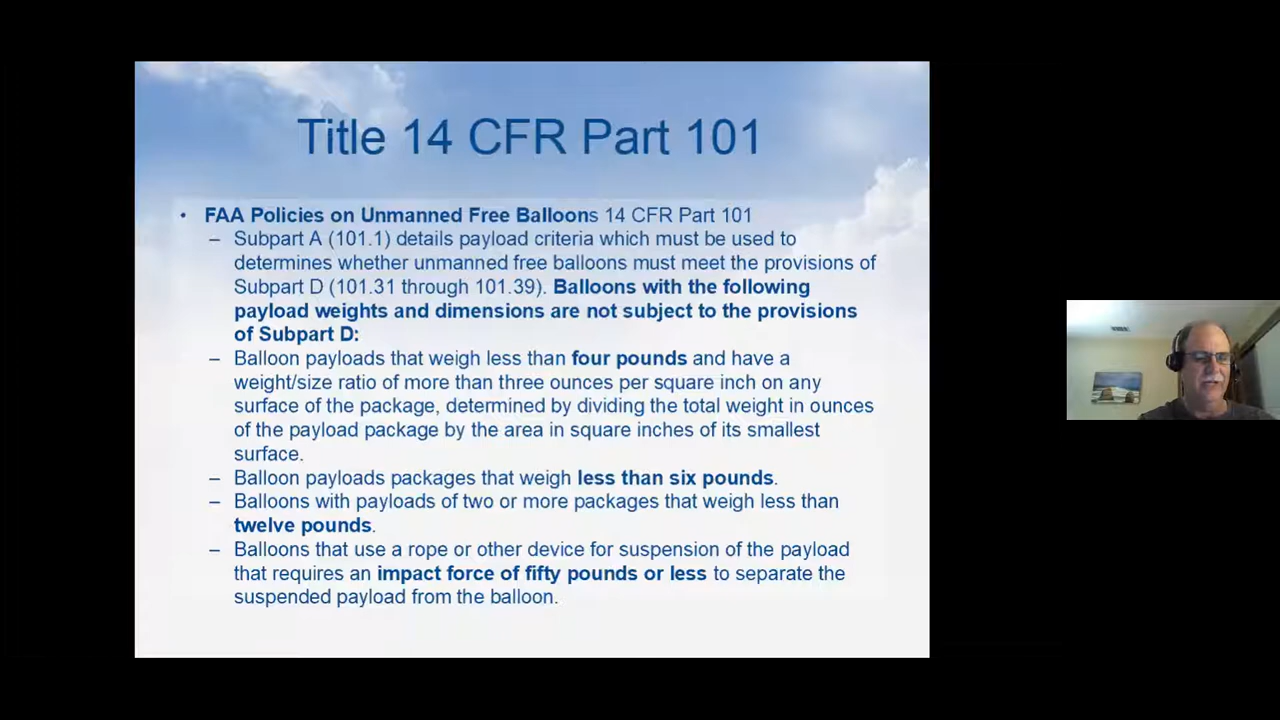 Title 14 CFR Part 101
• FAA Policies on Unmanned Free Balloons 14 CFR Part 101
– Subpart A (101.1) details payload criteria which must be used to
determines whether unmanned free balloons must meet the provisions of
Subpart D (101.31 through 101.39). Balloons with the following
payload weights and dimensions are not subject to the provisions
of Subpart D:
– Balloon payloads that weigh less than four pounds and have a
weight/size ratio of more than three ounces per square inch on any
surface of the package, determined by dividing the total weight in ounces
of the payload package by the area in square inches of its smallest
surface.
– Balloon payloads packages that weigh less than six pounds.
– Balloons with payloads of two or more packages that weigh less than
twelve pounds.
– Balloons that use a rope or other device for suspension of the payload
that requires an impact force of fifty pounds or less to separate the
suspended payload from the balloon.